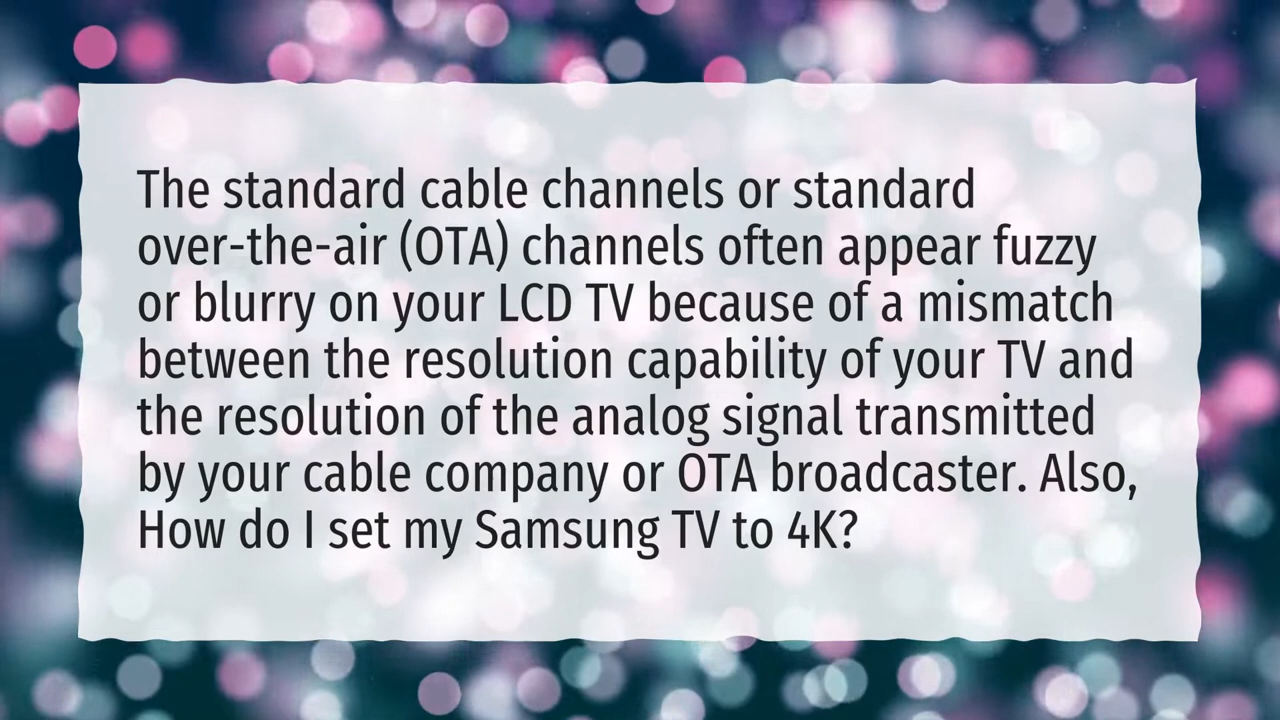 The standard cable channels or standard
over-the-air (OTA) channels often appear fuzzy
or blurry on your LCD TV because of a mismatch
between the resolution capability of your TV and
the resolution of the analog signal transmitted
by your cable company or OTA broadcaster. Also,
How do I set my Samsung TV to 4K?